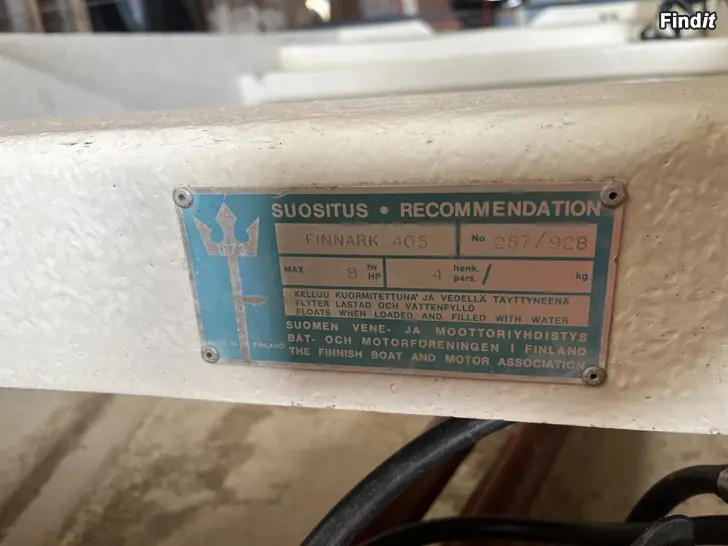 Findit
SUOSITUS • RECOMMENDATION
FINNARK 405 No 257/928
MAX 8 hv HP 4 henk. pers. / kg
KELLUU KUORMITETTUNA JA VEDELLÄ TÄYTTYNEENÄ
FLYTER LASTAD OCH VATTENFYLLD
FLOATS WHEN LOADED AND FILLED WITH WATER
SUOMEN VENE- JA MOOTTORIYHDISTYS
BÅT- OCH MOTORFÖRENINGEN I FINLAND
THE FINNISH BOAT AND MOTOR ASSOCIATION
MADE IN FINLAND